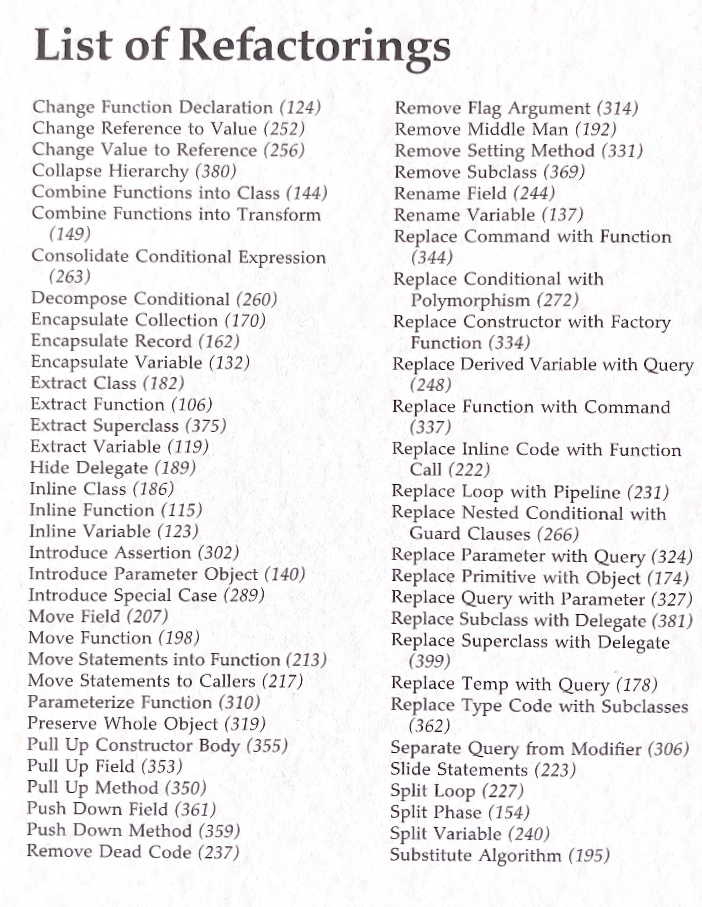 List of Refactorings
Change Function Declaration (124)
Change Reference to Value (252)
Change Value to Reference (256)
Collapse Hierarchy (380)
Combine Functions into Class (144)
Combine Functions into Transform
(149)
Consolidate Conditional Expression
(263)
Decompose Conditional (260)
Encapsulate Collection (170)
Encapsulate Record (162)
Encapsulate Variable (132)
Extract Class (182)
Extract Function (106)
Extract Superclass (375)
Extract Variable (119)
Hide Delegate (189)
Inline Class (186)
Inline Function (115)
Inline Variable (123)
Introduce Assertion (302)
Introduce Parameter Object (140)
Introduce Special Case (289)
Move Field (207)
Move Function (198)
Move Statements into Function (213)
Move Statements to Callers (217)
Parameterize Function (310)
Preserve Whole Object (319)
Pull Up Constructor Body (355)
Pull Up Field (353)
Pull Up Method (350)
Push Down Field (361)
Push Down Method (359)
Remove Dead Code (237)
Remove Flag Argument (314)
Remove Middle Man (192)
Remove Setting Method (331)
Remove Subclass (369)
Rename Field (244)
Rename Variable (137)
Replace Command with Function
(344)
Replace Conditional with
Polymorphism (272)
Replace Constructor with Factory
Function (334)
Replace Derived Variable with Query
(248)
Replace Function with Command
(337)
Replace Inline Code with Function
Call (222)
Replace Loop with Pipeline (231)
Replace Nested Conditional with
Guard Clauses (266)
Replace Parameter with Query (324)
Replace Primitive with Object (174)
Replace Query with Parameter (327)
Replace Subclass with Delegate (381)
Replace Superclass with Delegate
(399)
Replace Temp with Query (178)
Replace Type Code with Subclasses
(362)
Separate Query from Modifier (306)
Slide Statements (223)
Split Loop (227)
Split Phase (154)
Split Variable (240)
Substitute Algorithm (195)